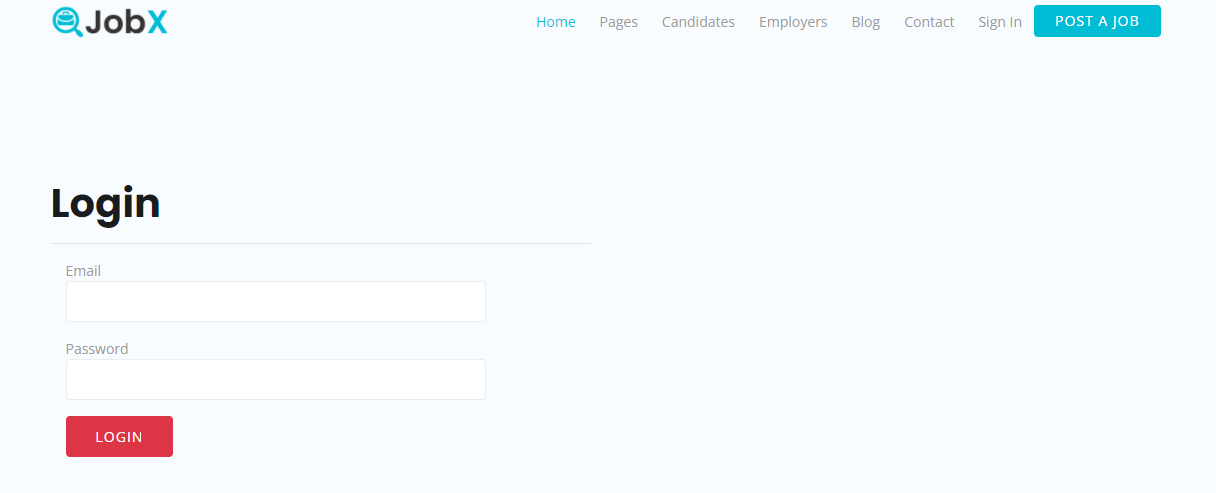 JobX
Home Pages Candidates Employers Blog Contact Sign In POST A JOB
Login
Email
Password
LOGIN